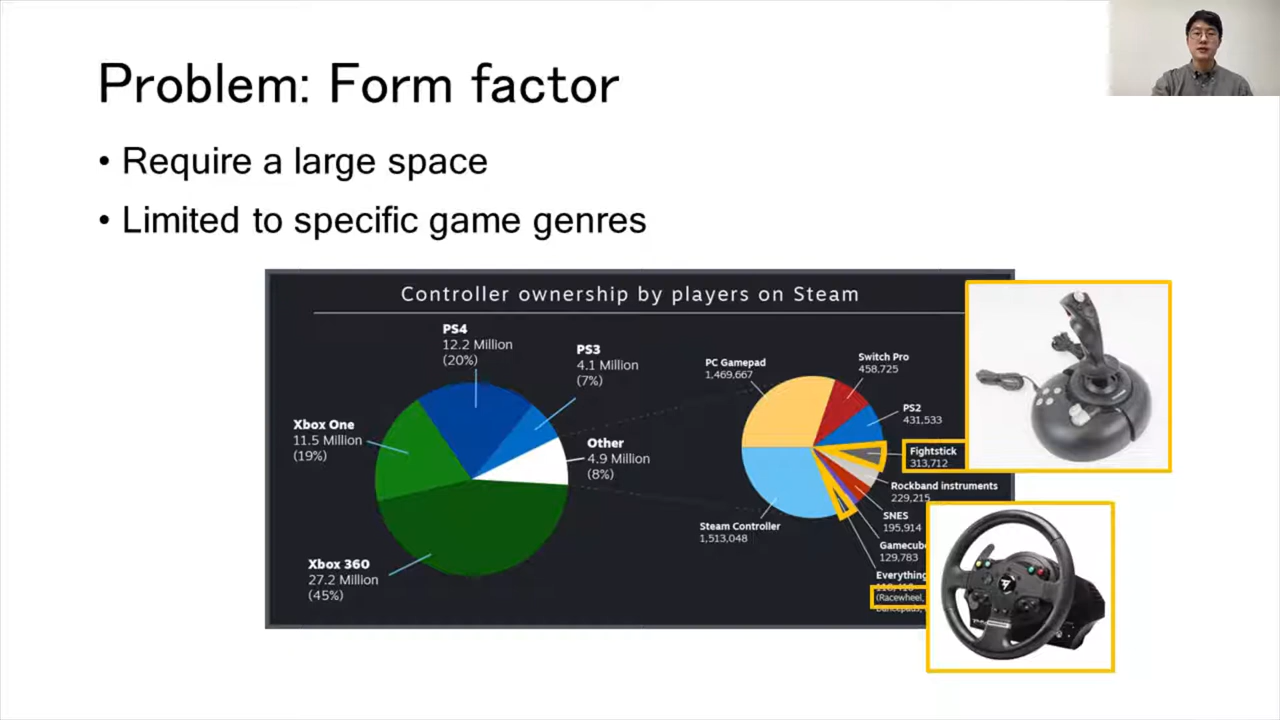 Problem: Form factor
• Require a large space
• Limited to specific game genres
Controller ownership by players on Steam
PS4
12.2 Million
(20%)
PS3
4.1 Million
(7%)
Xbox One
11.5 Million
(19%)
Other
4.9 Million
(8%)
Xbox 360
27.2 Million
(45%)
PC Gamepad
1,469,667
Switch Pro
458,725
PS2
431,533
Fightstick
313,712
Rockband instruments
229,215
SNES
195,914
Gamecube
129,783
Everything
(Racewheel,
Steam Controller
1,513,048